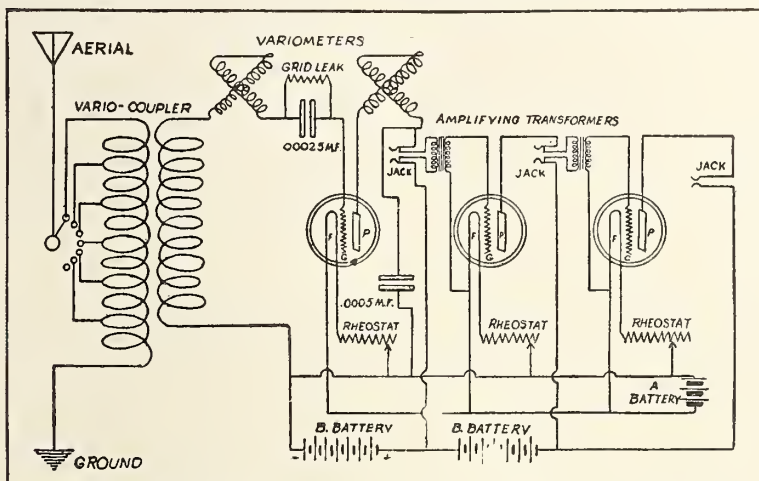 AERIAL
VARIOMETERS
GRID LEAK
VARIO-COUPLER
.00025 M.F.
AMPLIFYING TRANSFORMERS
JACK
JACK
JACK
F
G
P
F
G
P
F
G
P
.0005 M.F.
RHEOSTAT
RHEOSTAT
RHEOSTAT
A
BATTERY
B. BATTERY
B. BATTERY
GROUND